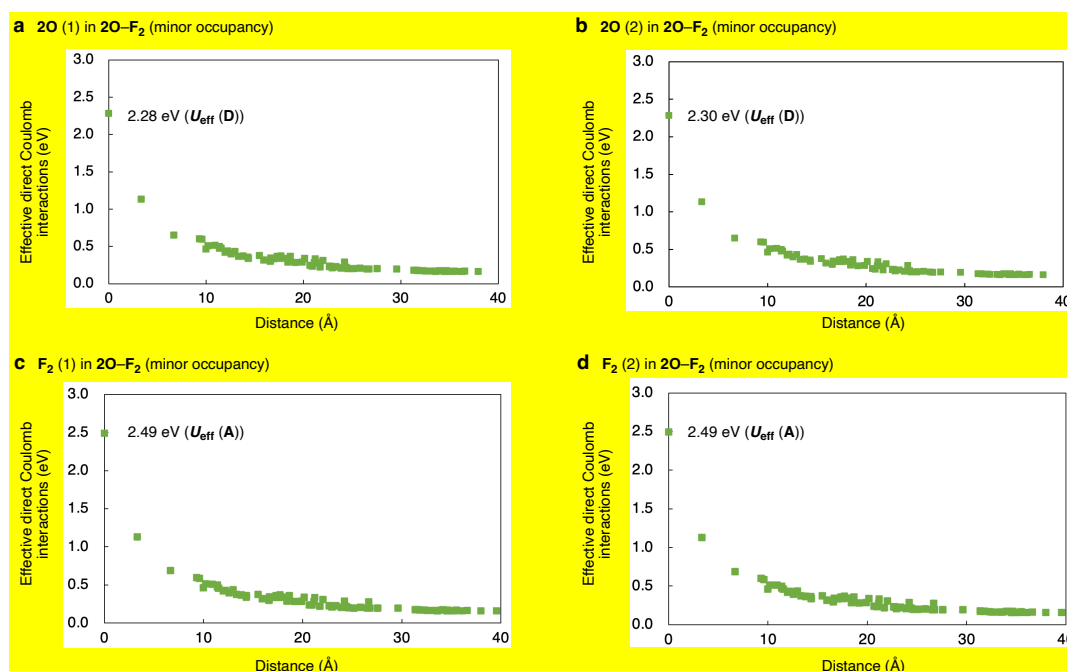 a 2O (1) in 2O–F2 (minor occupancy)
Effective direct Coulomb
interactions (eV)
3.0
2.5
2.0
1.5
1.0
0.5
0.0
2.28 eV (Ueff (D))
0 10 20 30 40
Distance (Å)
b 2O (2) in 2O–F2 (minor occupancy)
Effective direct Coulomb
interactions (eV)
3.0
2.5
2.0
1.5
1.0
0.5
0.0
2.30 eV (Ueff (D))
0 10 20 30 40
Distance (Å)
c F2 (1) in 2O–F2 (minor occupancy)
Effective direct Coulomb
interactions (eV)
3.0
2.5
2.0
1.5
1.0
0.5
0.0
2.49 eV (Ueff (A))
0 10 20 30 40
Distance (Å)
d F2 (2) in 2O–F2 (minor occupancy)
Effective direct Coulomb
interactions (eV)
3.0
2.5
2.0
1.5
1.0
0.5
0.0
2.49 eV (Ueff (A))
0 10 20 30 40
Distance (Å)